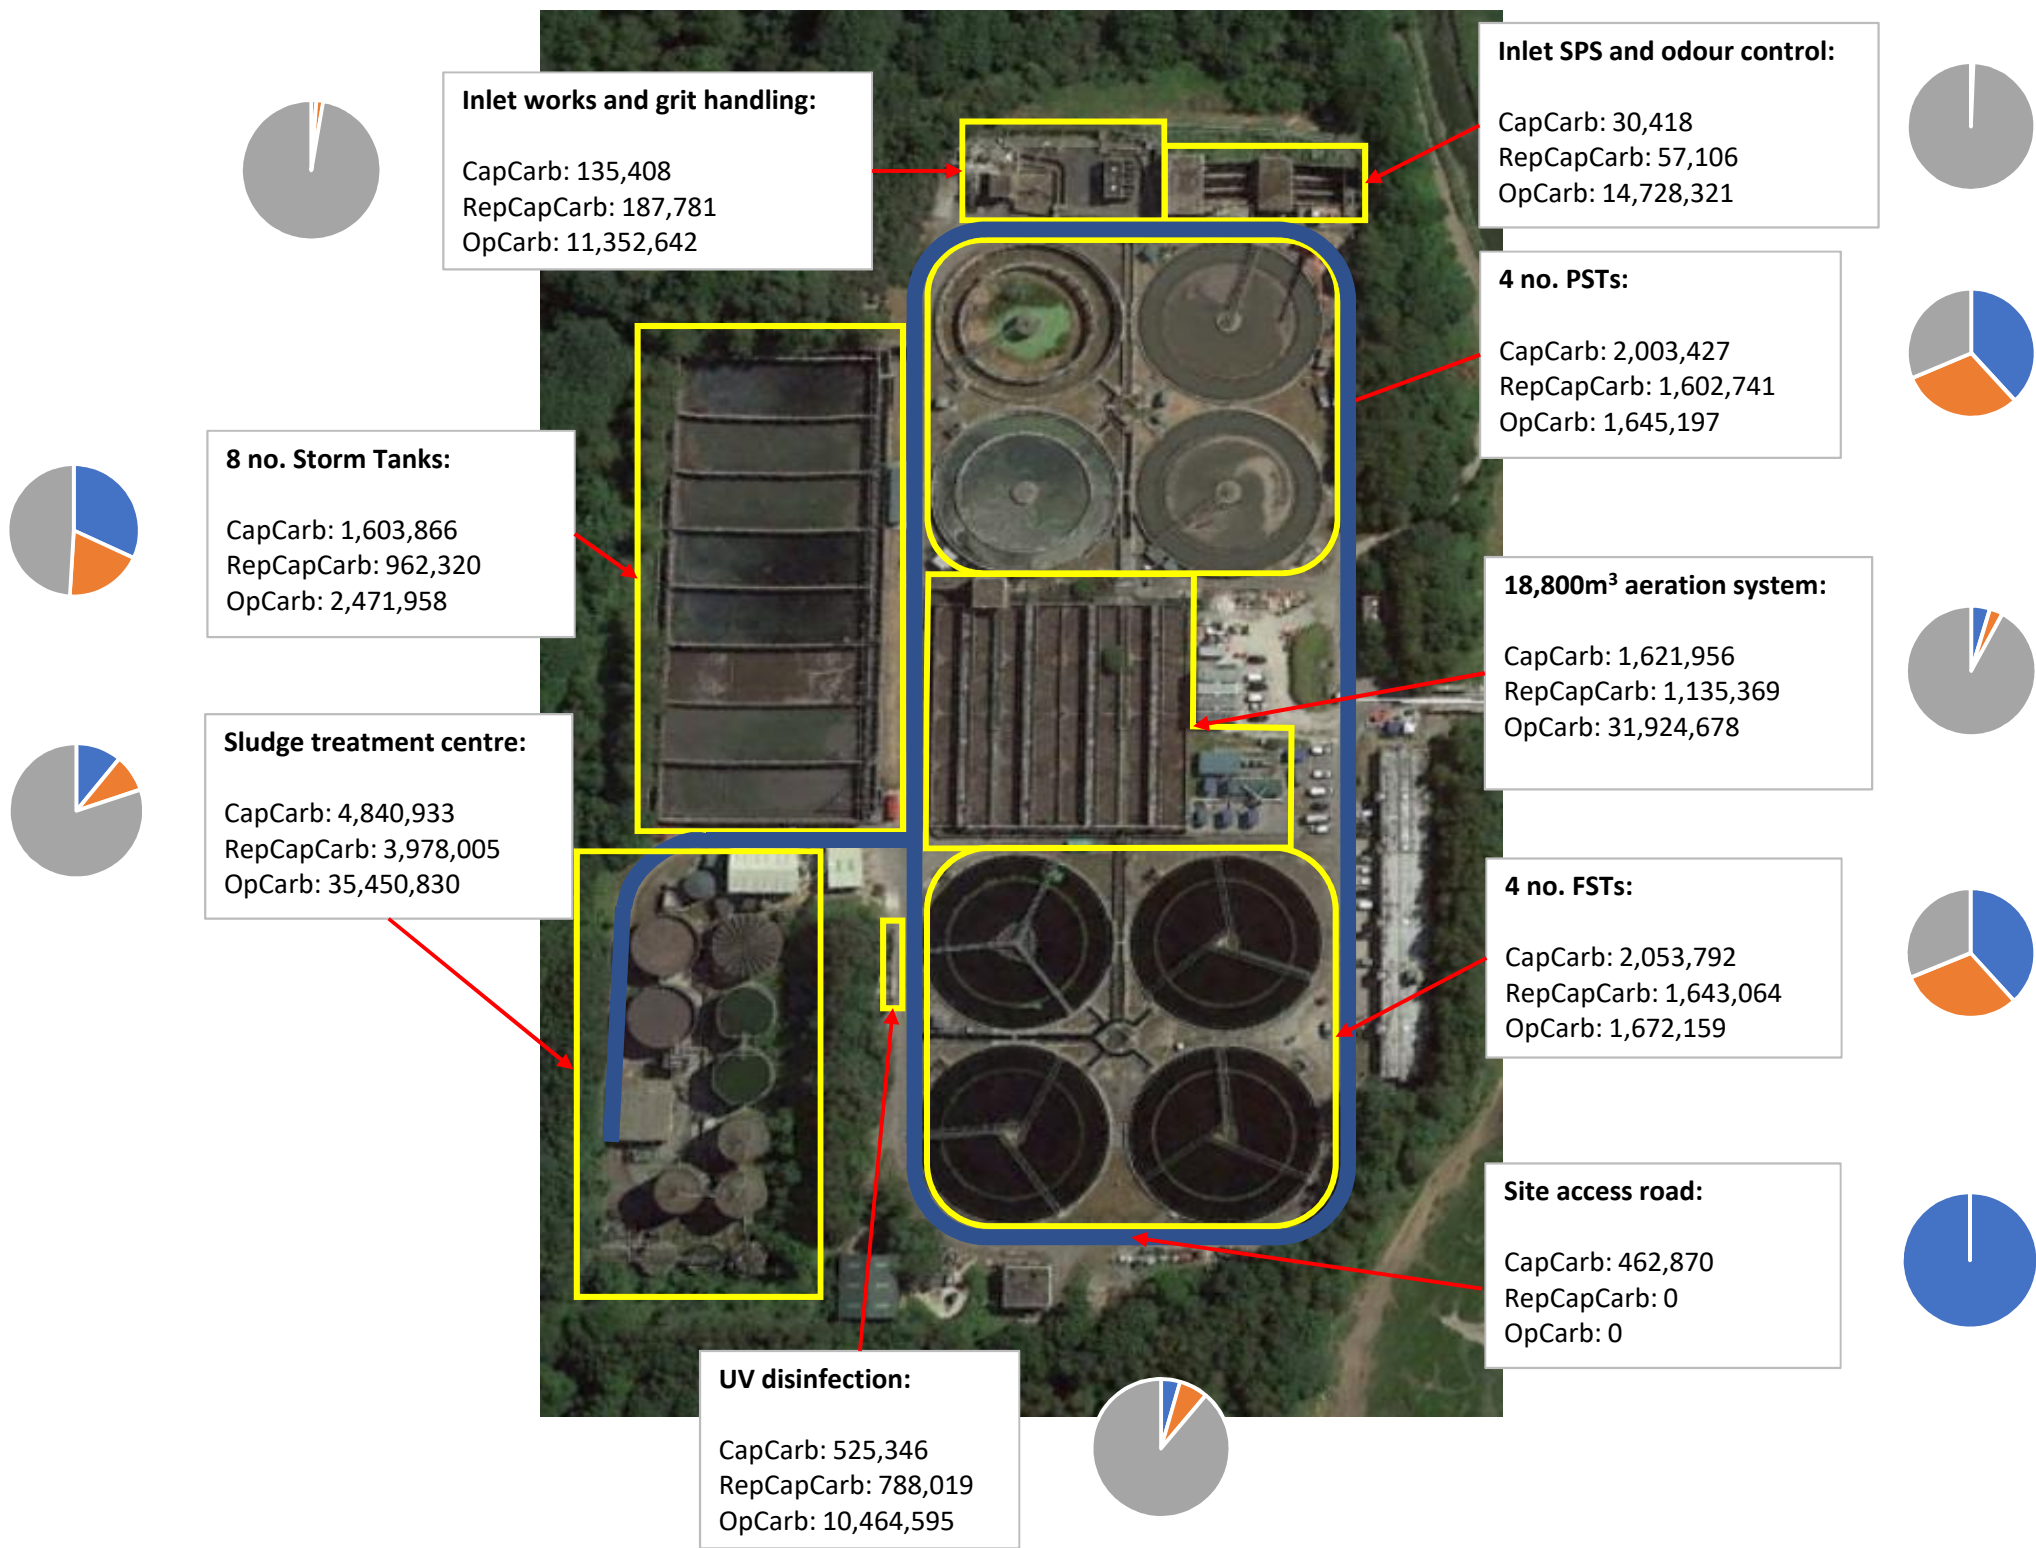 Inlet works and grit handling:
CapCarb: 135,408
RepCapCarb: 187,781
OpCarb: 11,352,642
Inlet SPS and odour control:
CapCarb: 30,418
RepCapCarb: 57,106
OpCarb: 14,728,321
4 no. PSTs:
CapCarb: 2,003,427
RepCapCarb: 1,602,741
OpCarb: 1,645,197
8 no. Storm Tanks:
CapCarb: 1,603,866
RepCapCarb: 962,320
OpCarb: 2,471,958
18,800m³ aeration system:
CapCarb: 1,621,956
RepCapCarb: 1,135,369
OpCarb: 31,924,678
Sludge treatment centre:
CapCarb: 4,840,933
RepCapCarb: 3,978,005
OpCarb: 35,450,830
4 no. FSTs:
CapCarb: 2,053,792
RepCapCarb: 1,643,064
OpCarb: 1,672,159
Site access road:
CapCarb: 462,870
RepCapCarb: 0
OpCarb: 0
UV disinfection:
CapCarb: 525,346
RepCapCarb: 788,019
OpCarb: 10,464,595